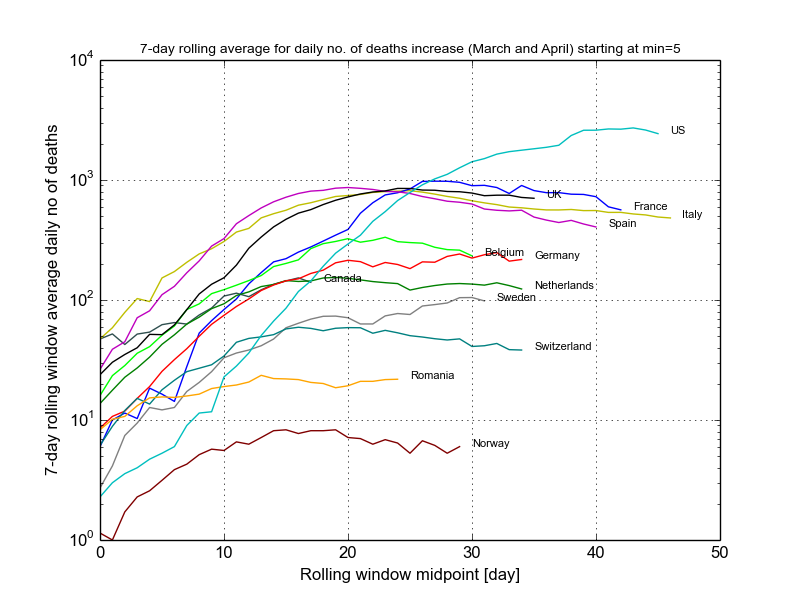 7-day rolling average for daily no. of deaths increase (March and April) starting at min=5
7-day rolling average daily no of deaths
10^4
10^3
10^2
10^1
10^0
US
UK
France
Italy
Spain
Belgium
Germany
Canada
Netherlands
Sweden
Switzerland
Romania
Norway
0 10 20 30 40 50
Rolling window midpoint [day]